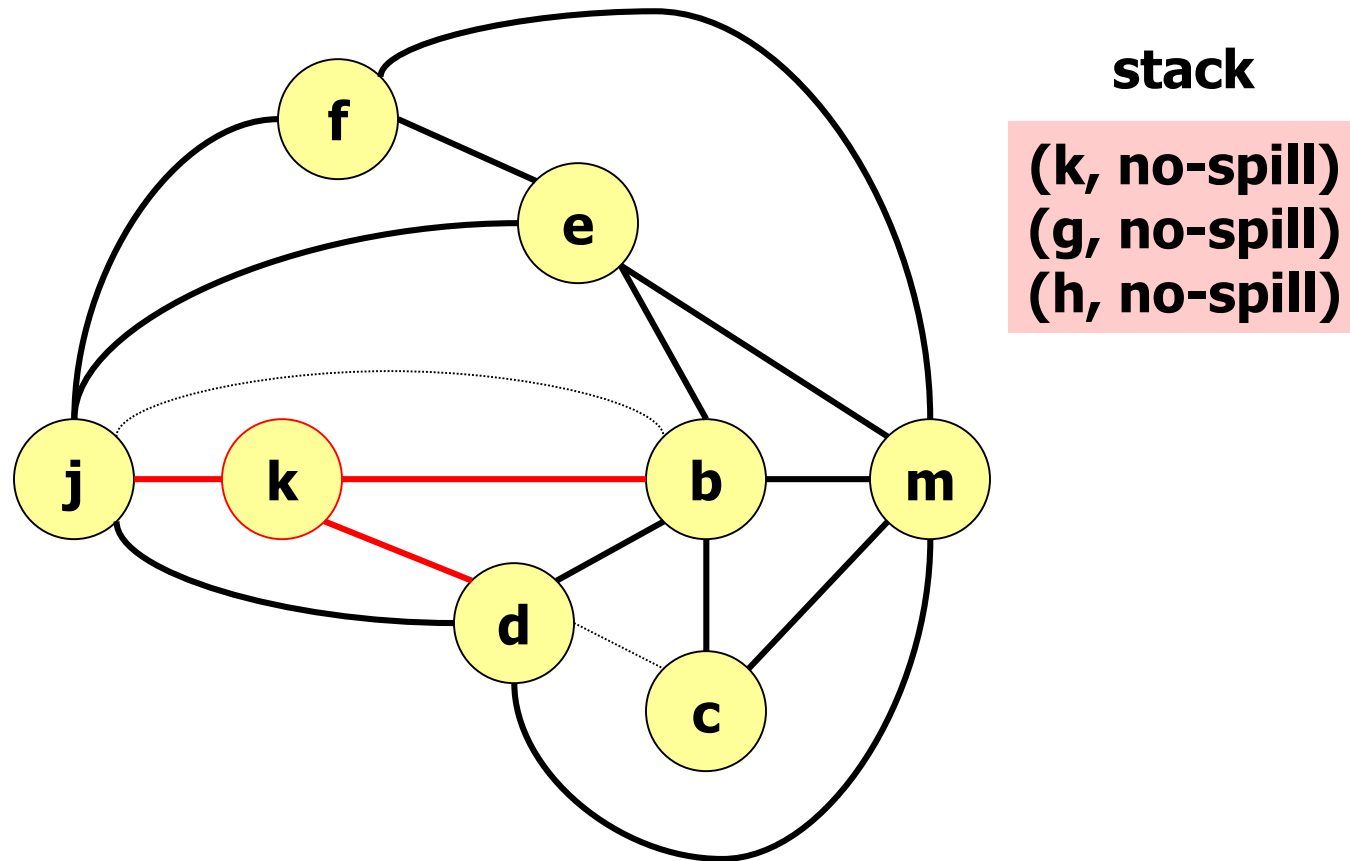 stack
(k, no-spill)
(g, no-spill)
(h, no-spill)
f
e
j
k
b
m
d
c